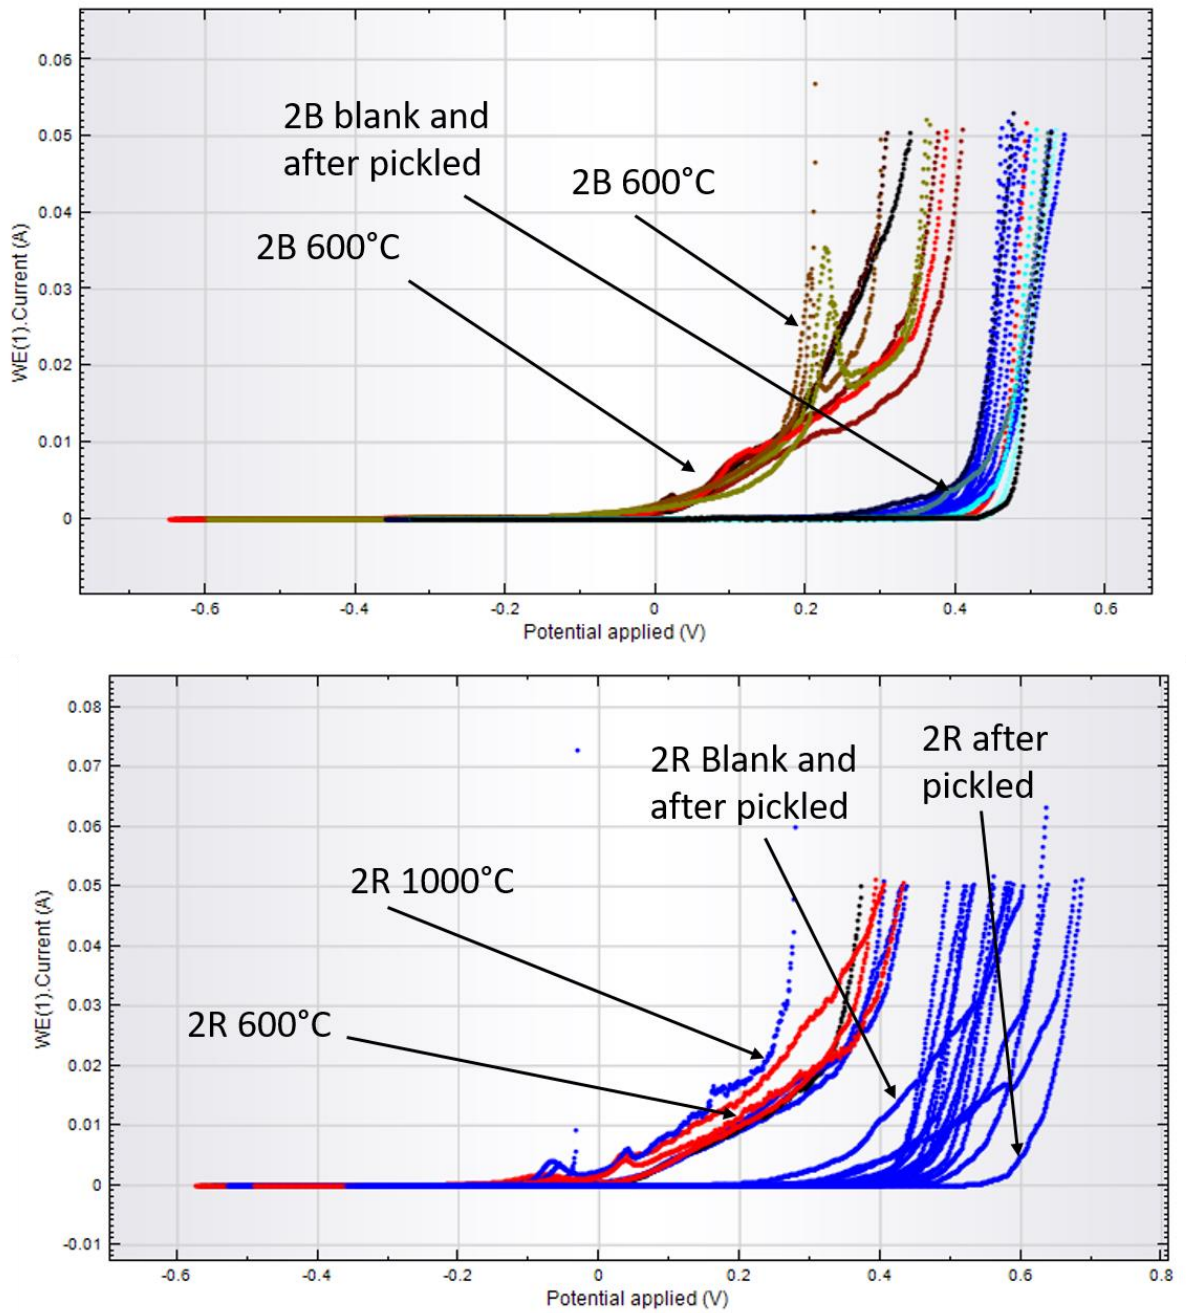 0.06
0.05
0.04
0.03
0.02
0.01
0
WE(1).Current (A)
2B blank and
after pickled
2B 600°C
2B 600°C
-0.6
-0.4
-0.2
0
0.2
0.4
0.6
Potential applied (V)
0.08
0.07
0.06
0.05
0.04
0.03
0.02
0.01
0
-0.01
WE(1).Current (A)
2R Blank and
after pickled
2R after
pickled
2R 1000°C
2R 600°C
-0.6
-0.4
-0.2
0
0.2
0.4
0.6
0.8
Potential applied (V)